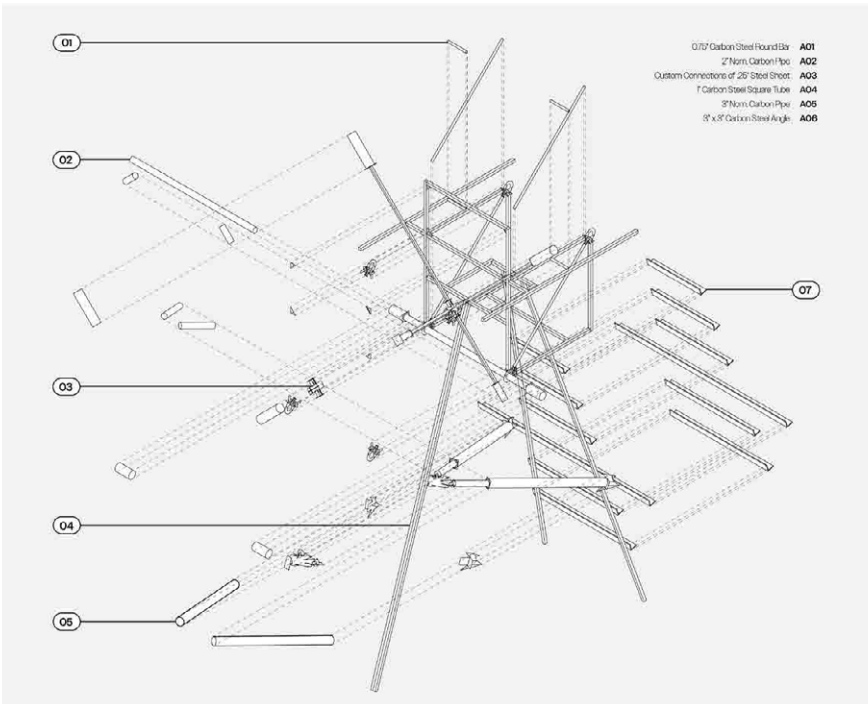 01
0.75" Carbon Steel Round Bar A01
2" Nom. Carbon Pipe A02
Custom Connections of .25" Steel Sheet A03
1" Carbon Steel Square Tube A04
3" Nom. Carbon Pipe A05
3" x 3" Carbon Steel Angle A06
02
07
03
04
05